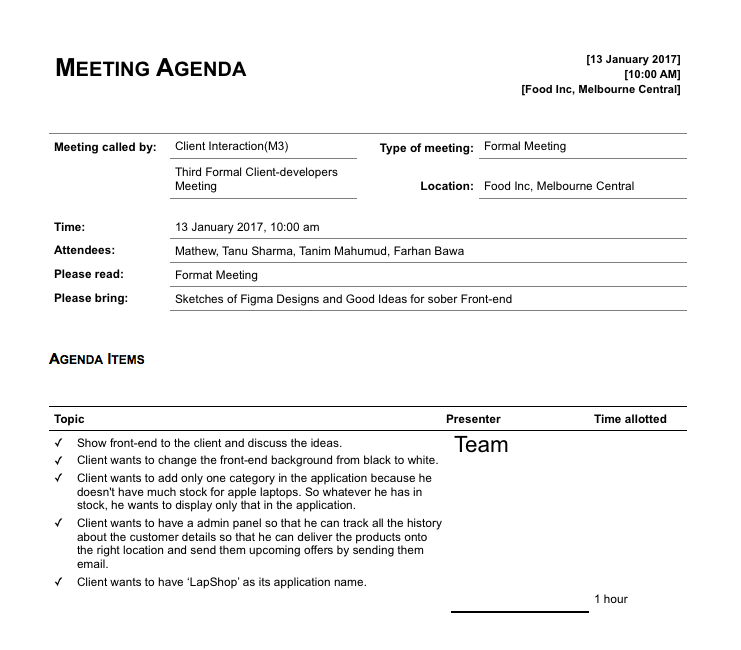 MEETING AGENDA
[13 January 2017]
[10:00 AM]
[Food Inc, Melbourne Central]
Meeting called by: Client Interaction(M3) Type of meeting: Formal Meeting
Third Formal Client-developers
Meeting
Location: Food Inc, Melbourne Central
Time: 13 January 2017, 10:00 am
Attendees: Mathew, Tanu Sharma, Tanim Mahumud, Farhan Bawa
Please read: Format Meeting
Please bring: Sketches of Figma Designs and Good Ideas for sober Front-end
AGENDA ITEMS
Topic Presenter Time allotted
✓ Show front-end to the client and discuss the ideas.
Team
✓ Client wants to change the front-end background from black to white.
✓ Client wants to add only one category in the application because he
doesn't have much stock for apple laptops. So whatever he has in
stock, he wants to display only that in the application.
✓ Client wants to have a admin panel so that he can track all the history
about the customer details so that he can deliver the products onto
the right location and send them upcoming offers by sending them
email.
✓ Client wants to have ‘LapShop’ as its application name.
1 hour